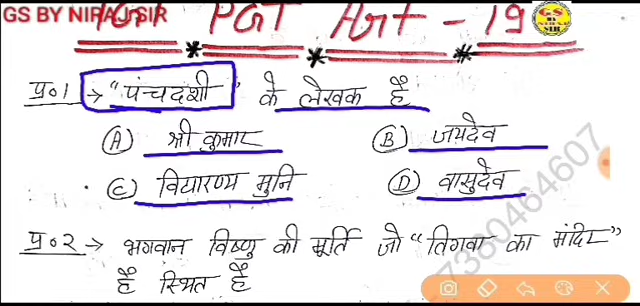 GS BY NIRAJ SIR
TGT PGT Art - 19
GS BY NIRAJ SIR
प्र०1 → "पंचदशी" के लेखक है
(A) श्री कुमार (B) जयदेव
(C) विद्यारण्य मुनि (D) वासुदेव
प्र०2 → भगवान विष्णु की मूर्ति जो "तिगवा का मंदिर"
है स्थित है
7380464607